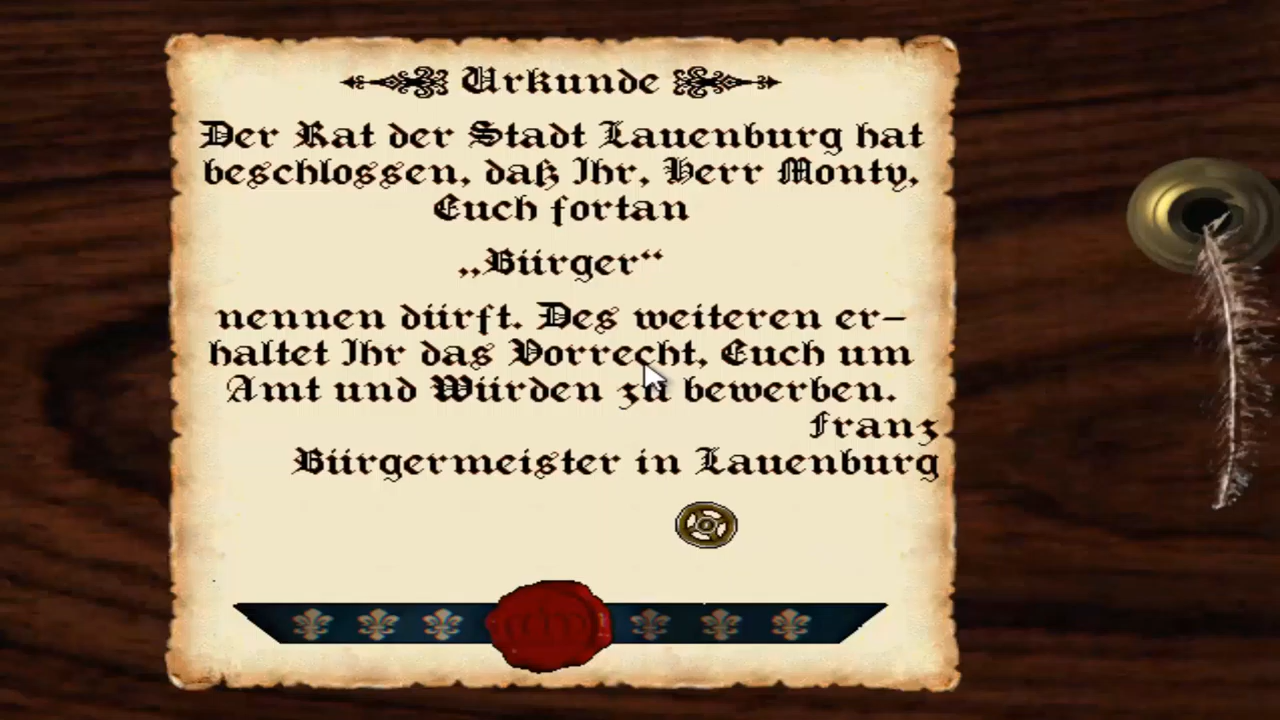 Urkunde
Der Rat der Stadt Lauenburg hat
beschlossen, daß Ihr, Herr Monty,
Euch fortan
„Bürger“
nennen dürft. Des weiteren er-
haltet Ihr das Vorrecht, Euch um
Amt und Würden zu bewerben.
Franz
Bürgermeister in Lauenburg